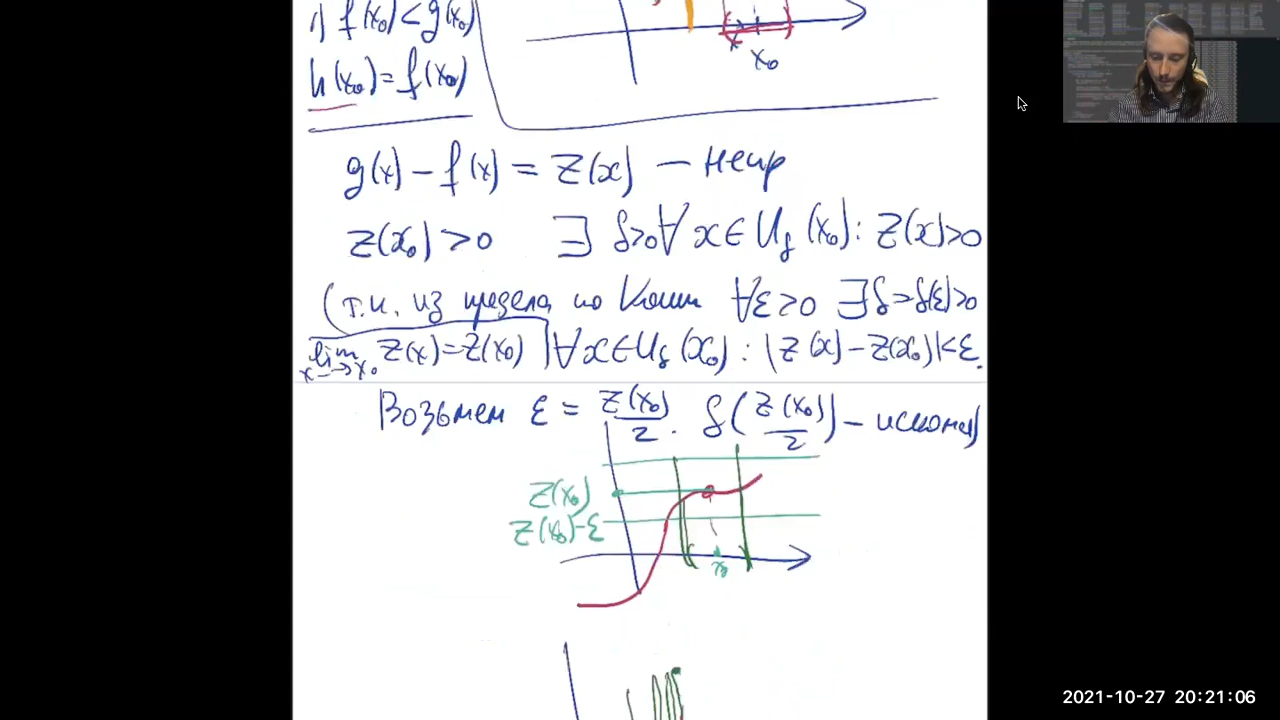 1) f(x₀) < g(x₀)
h(x₀) = f(x₀)
x₀
g(x) – f(x) = Z(x) – непр
Z(x₀) > 0 ∃ δ>0 ∀ x ∈ U_δ(x₀): Z(x)>0
(т.к. из предела по Коши ∀ε>0 ∃δ=δ(ε)>0
lim x→x₀ Z(x)=Z(x₀) ∀x∈U_δ(x₀): |Z(x)–Z(x₀)|<ε.
Возьмем ε = Z(x₀)/2. δ(Z(x₀)/2) – искомая)
Z(x₀)
Z(x₀)-ε
x₀
2021-10-27 20:21:06